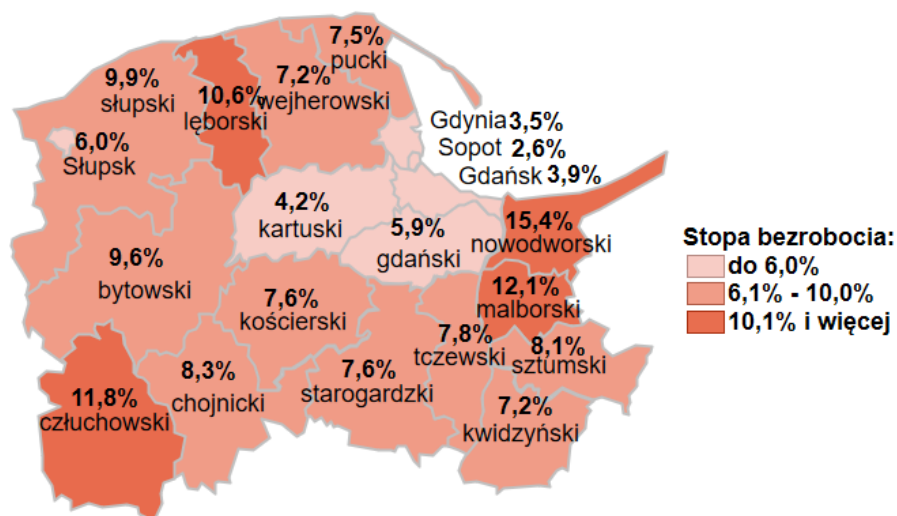 7,5%
pucki
9,9%
słupski
7,2%
wejherowski
10,6%
lęborski
Gdynia 3,5%
Sopot 2,6%
Gdańsk 3,9%
6,0%
Słupsk
4,2%
kartuski
5,9%
gdański
15,4%
nowodworski
9,6%
bytowski
12,1%
malborski
7,6%
kościerski
7,8%
tczewski
8,1%
sztumski
8,3%
chojnicki
7,6%
starogardzki
11,8%
człuchowski
7,2%
kwidzyński
Stopa bezrobocia:
do 6,0%
6,1% - 10,0%
10,1% i więcej